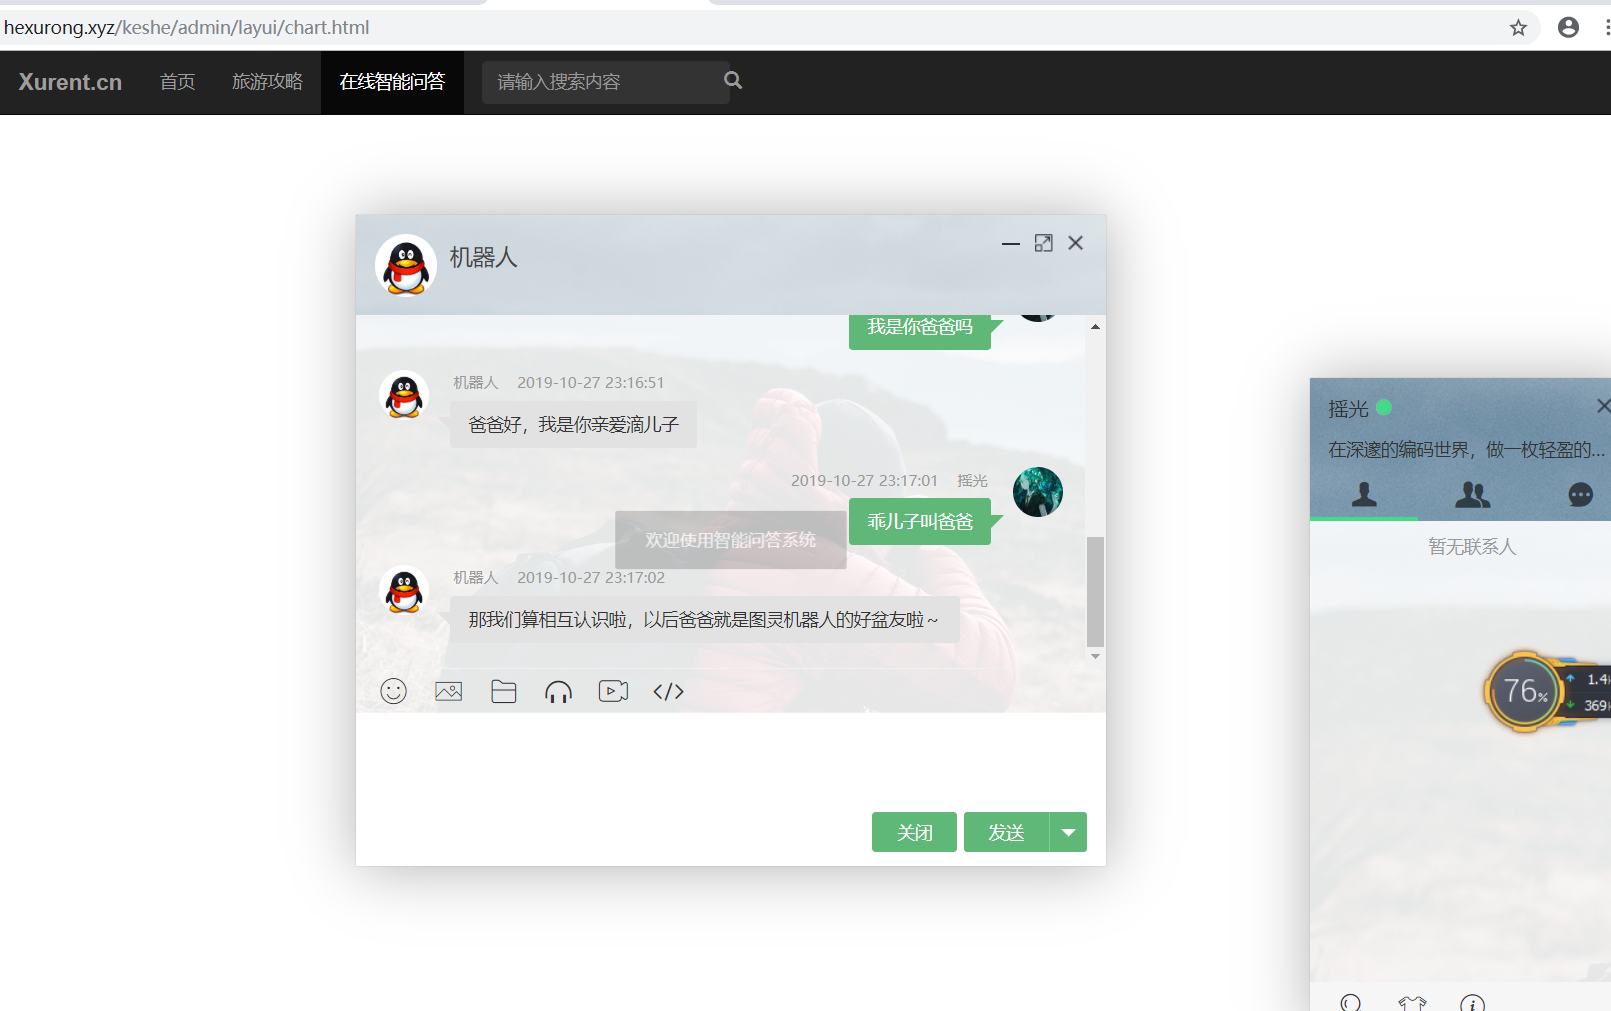 hexurong.xyz/keshe/admin/layui/chart.html
Xurent.cn 首页 旅游攻略 在线智能问答 请输入搜索内容
机器人
我是你爸爸吗
机器人 2019-10-27 23:16:51
爸爸好，我是你亲爱滴儿子
2019-10-27 23:17:01 摇光
乖儿子叫爸爸
欢迎使用智能问答系统
机器人 2019-10-27 23:17:02
那我们算相互认识啦，以后爸爸就是图灵机器人的好盆友啦～
关闭 发送
摇光
在深邃的编码世界，做一枚轻盈的...
暂无联系人
76%
1.4
369